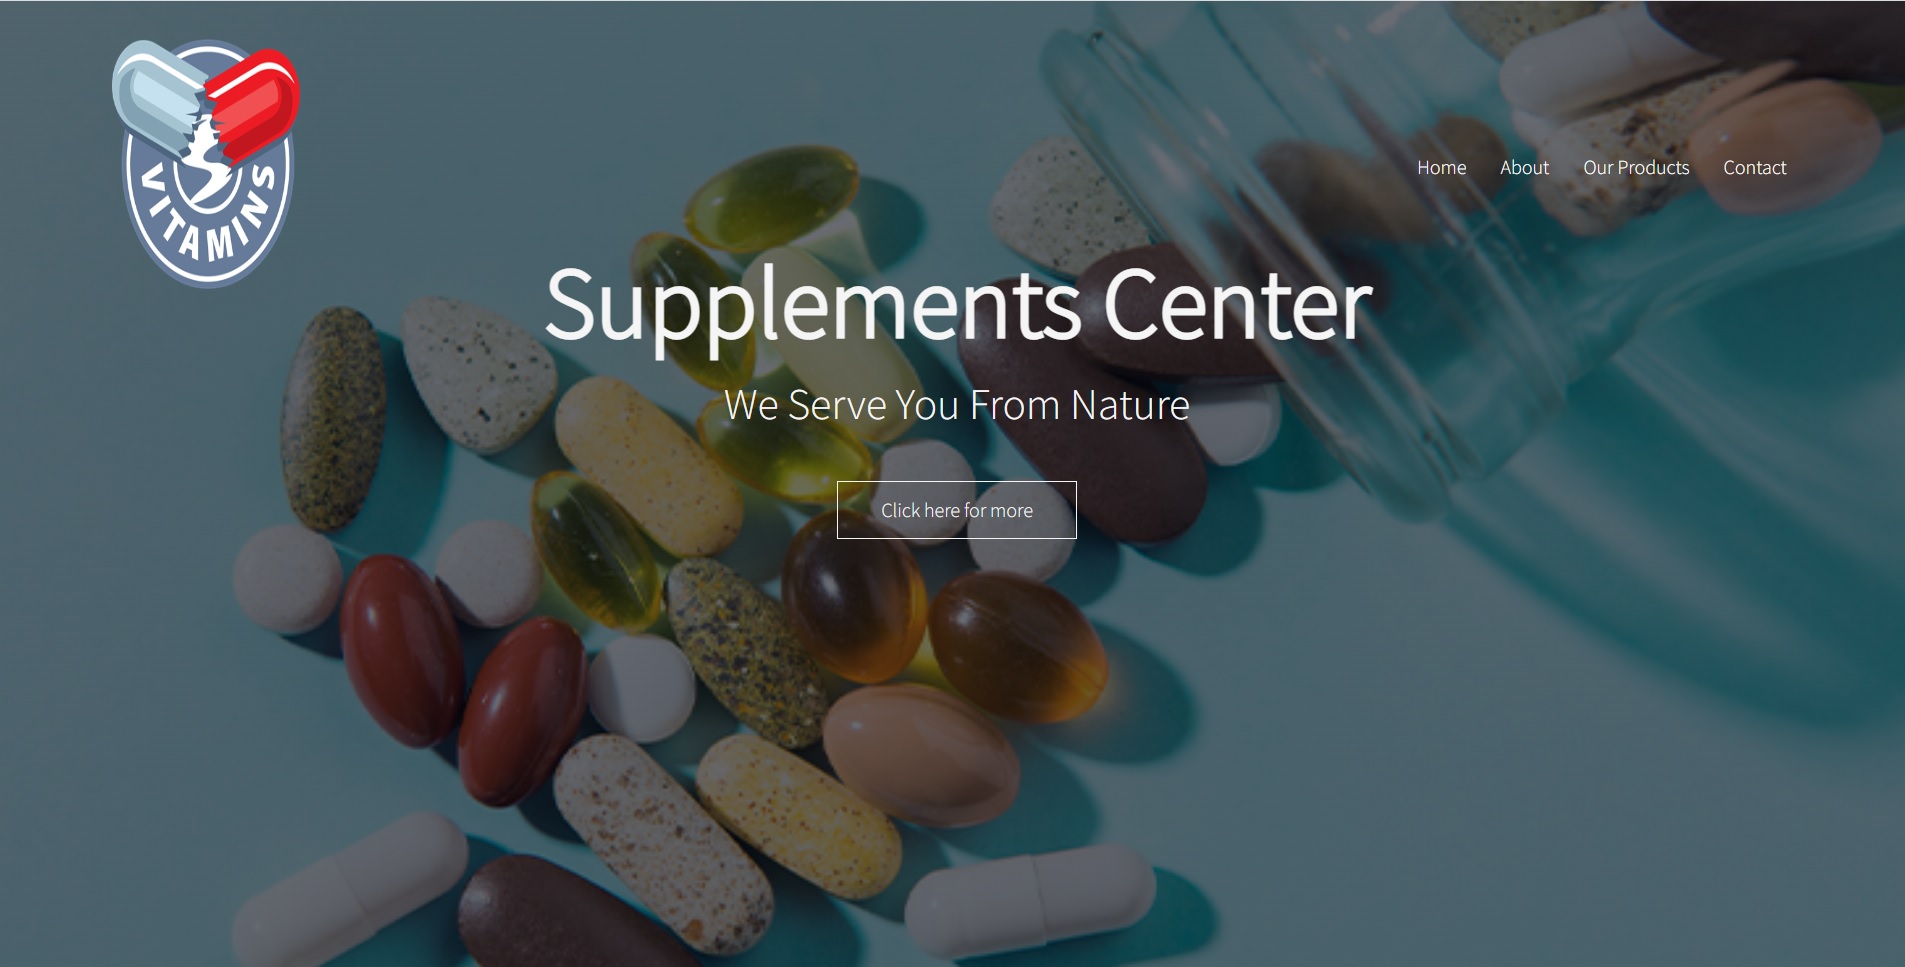 VITAMINS
Home About Our Products Contact
Supplements Center
We Serve You From Nature
Click here for more